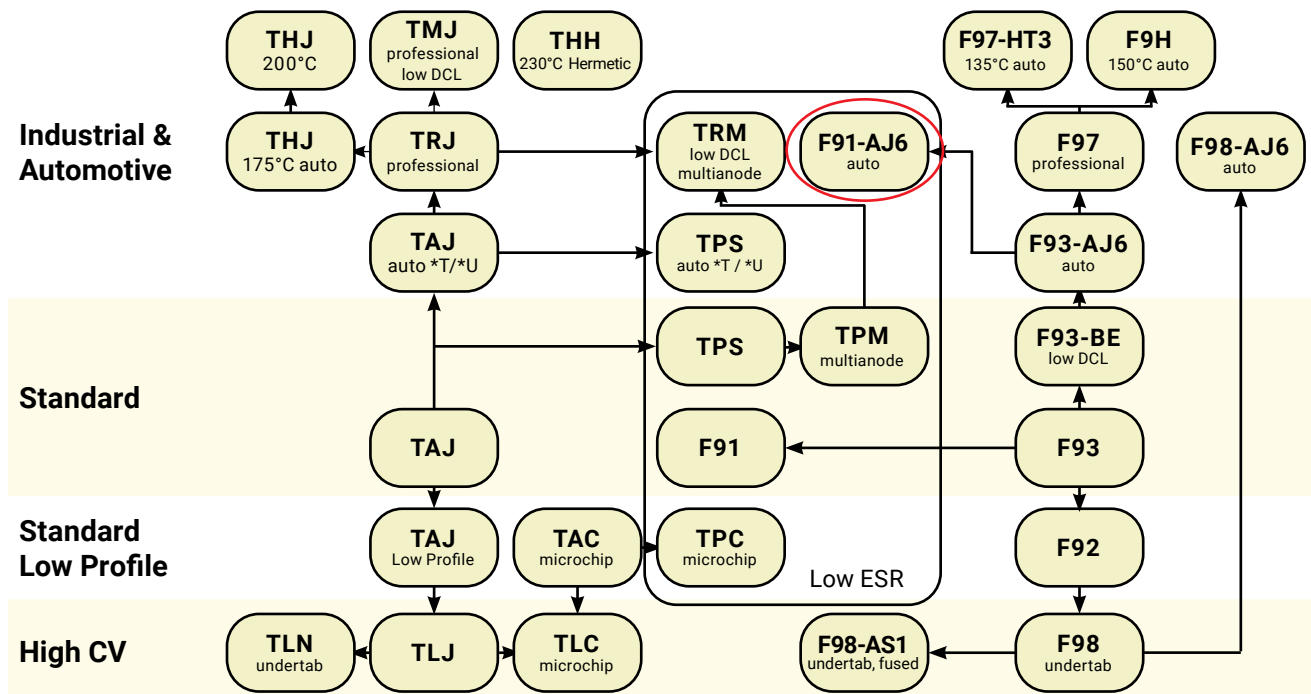 THJ
200°C
TMJ
professional
low DCL
THH
230°C Hermetic
F97-HT3
135°C auto
F9H
150°C auto
Industrial &
Automotive
THJ
175°C auto
TRJ
professional
TRM
low DCL
multianode
F91-AJ6
auto
F97
professional
F98-AJ6
auto
TAJ
auto *T/*U
TPS
auto *T / *U
F93-AJ6
auto
Standard
TPS
TPM
multianode
F93-BE
low DCL
TAJ
F91
F93
Standard
Low Profile
TAJ
Low Profile
TAC
microchip
TPC
microchip
F92
Low ESR
High CV
TLN
undertab
TLJ
TLC
microchip
F98-AS1
undertab, fused
F98
undertab